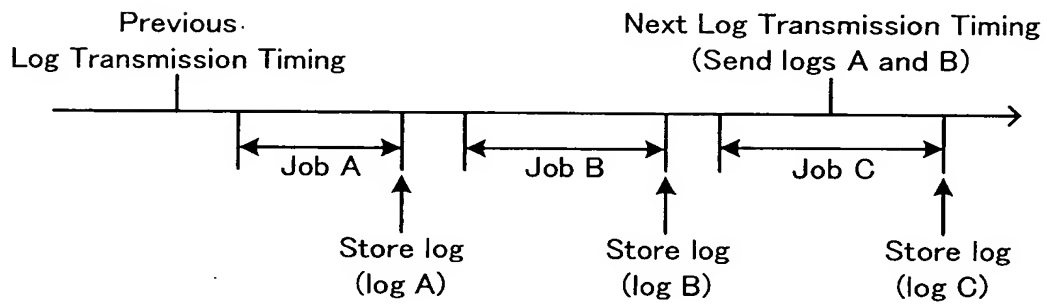 Previous
Log Transmission Timing
Next Log Transmission Timing
(Send logs A and B)
Job A
Job B
Job C
Store log
(log A)
Store log
(log B)
Store log
(log C)